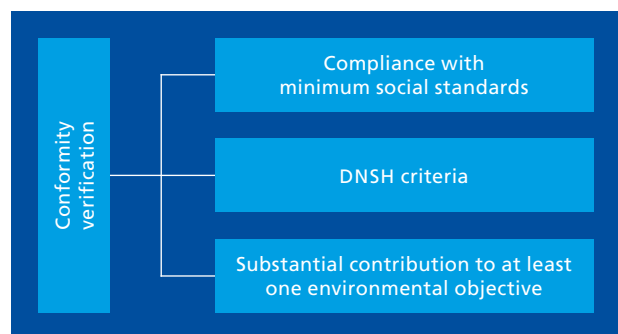 Conformity
verification
Compliance with
minimum social standards
DNSH criteria
Substantial contribution to at least
one environmental objective